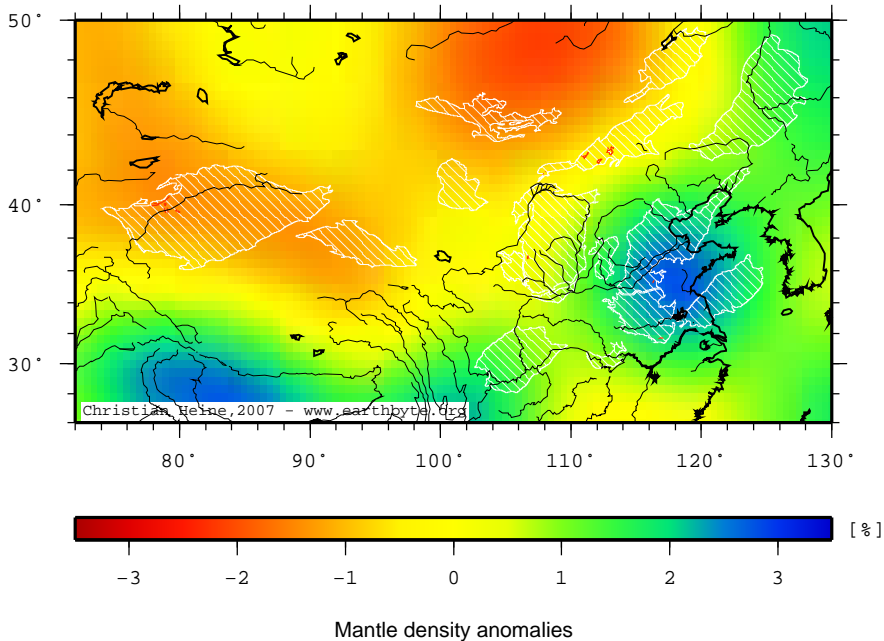 50°
40°
30°
Christian Heine,2007 - www.earthbyte.org
80° 90° 100° 110° 120° 130°
[%]
−3 −2 −1 0 1 2 3
Mantle density anomalies